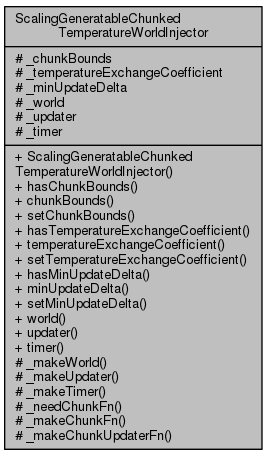 ScalingGeneratableChunked
TemperatureWorldInjector
# _chunkBounds
# _temperatureExchangeCoefficient
# _minUpdateDelta
# _world
# _updater
# _timer
+ ScalingGeneratableChunked
TemperatureWorldInjector()
+ hasChunkBounds()
+ chunkBounds()
+ setChunkBounds()
+ hasTemperatureExchangeCoefficient()
+ temperatureExchangeCoefficient()
+ setTemperatureExchangeCoefficient()
+ hasMinUpdateDelta()
+ minUpdateDelta()
+ setMinUpdateDelta()
+ world()
+ updater()
+ timer()
# _makeWorld()
# _makeUpdater()
# _makeTimer()
# _needChunkFn()
# _makeChunkFn()
# _makeChunkUpdaterFn()